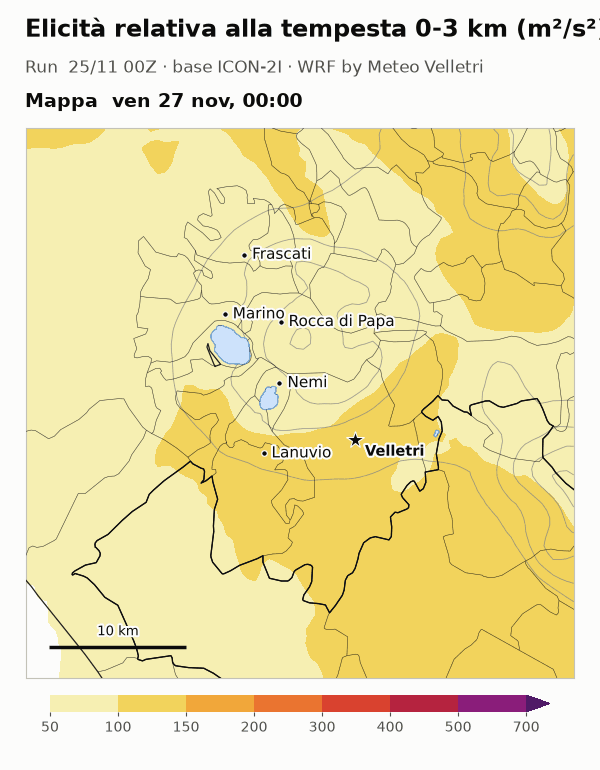 Elicità relativa alla tempesta 0-3 km (m²/s²)
Run  25/11 00Z · base ICON-2I · WRF by Meteo Velletri
Mappa  ven 27 nov, 00:00
Frascati
Marino
Rocca di Papa
Nemi
Velletri
Lanuvio
10 km
50 100 150 200 300 400 500 700